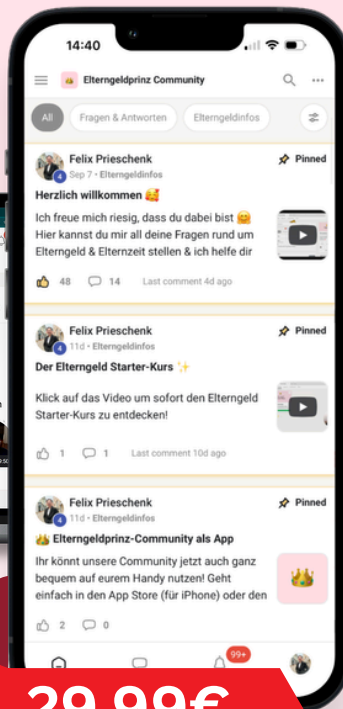 14:40
Elterngeldprinz Community
All
Fragen & Antworten
Elterngeldinfos
Felix Prieschenk
Pinned
4
Sep 7 • Elterngeldinfos
Herzlich willkommen 🥰
Ich freue mich riesig, dass du dabei bist 🤗
Hier kannst du mir all deine Fragen rund um
Elterngeld & Elternzeit stellen & ich helfe dir
48
14
Last comment 4d ago
Felix Prieschenk
Pinned
4
11d • Elterngeldinfos
Der Elterngeld Starter-Kurs ✨
Klick auf das Video um sofort den Elterngeld
Starter-Kurs zu entdecken!
1
1
Last comment 10d ago
Felix Prieschenk
Pinned
4
11d • Elterngeldinfos
👑 Elterngeldprinz-Community als App
Ihr könnt unsere Community jetzt auch ganz
bequem auf eurem Handy nutzen! Geht
einfach in den App Store (für iPhone) oder den
2
0
99+
29,99€